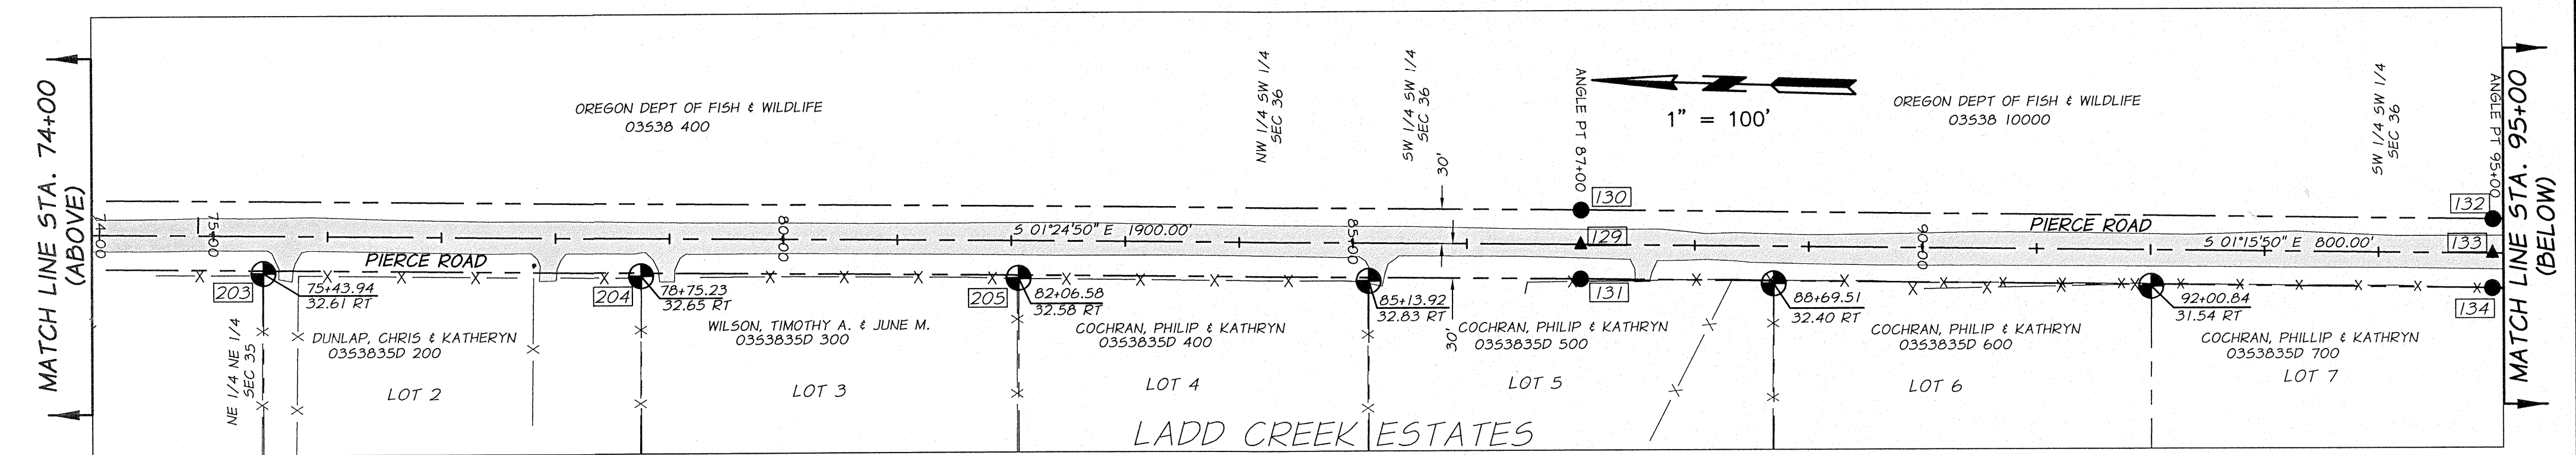 MATCH LINE STA. 74+00
(ABOVE)
OREGON DEPT OF FISH & WILDLIFE
03S38 400
NW 1/4 SW 1/4
SEC 36
SW 1/4 SW 1/4
SEC 36
30'
ANGLE PT 87+00
1" = 100'
OREGON DEPT OF FISH & WILDLIFE
03S38 10000
SW 1/4 SW 1/4
SEC 36
ANGLE PT 95+00
MATCH LINE STA. 95+00
(BELOW)
130
132
74+00
75+00
80+00
S 01°24'50" E 1900.00'
85+00
129
90+00
PIERCE ROAD
S 01°15'50" E 800.00'
133
PIERCE ROAD
203
75+43.94
32.61 RT
204
78+75.23
32.65 RT
205
82+06.58
32.58 RT
85+13.92
32.83 RT
131
88+69.51
32.40 RT
92+00.84
31.54 RT
134
NE 1/4 NE 1/4
SEC 35
DUNLAP, CHRIS & KATHERYN
03S3835D 200
LOT 2
WILSON, TIMOTHY A. & JUNE M.
03S3835D 300
LOT 3
COCHRAN, PHILIP & KATHRYN
03S3835D 400
LOT 4
30'
COCHRAN, PHILIP & KATHRYN
03S3835D 500
LOT 5
COCHRAN, PHILIP & KATHRYN
03S3835D 600
LOT 6
COCHRAN, PHILLIP & KATHRYN
03S3835D 700
LOT 7
LADD CREEK ESTATES